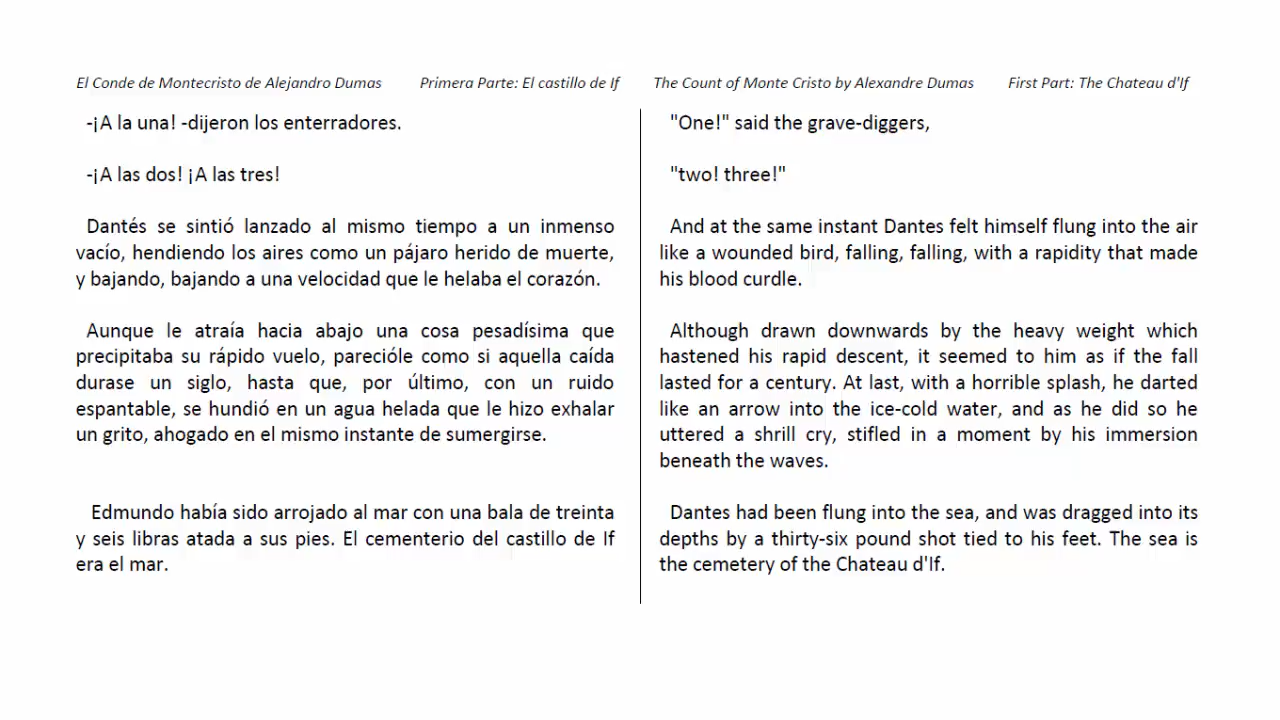 El Conde de Montecristo de Alejandro Dumas Primera Parte: El castillo de If
-¡A la una! -dijeron los enterradores.
-¡A las dos! ¡A las tres!
Dantés se sintió lanzado al mismo tiempo a un inmenso
vacío, hendiendo los aires como un pájaro herido de muerte,
y bajando, bajando a una velocidad que le helaba el corazón.
Aunque le atraía hacia abajo una cosa pesadísima que
precipitaba su rápido vuelo, parecióle como si aquella caída
durase un siglo, hasta que, por último, con un ruido
espantable, se hundió en un agua helada que le hizo exhalar
un grito, ahogado en el mismo instante de sumergirse.
Edmundo había sido arrojado al mar con una bala de treinta
y seis libras atada a sus pies. El cementerio del castillo de If
era el mar.
The Count of Monte Cristo by Alexandre Dumas First Part: The Chateau d'If
"One!" said the grave-diggers,
"two! three!"
And at the same instant Dantes felt himself flung into the air
like a wounded bird, falling, falling, with a rapidity that made
his blood curdle.
Although drawn downwards by the heavy weight which
hastened his rapid descent, it seemed to him as if the fall
lasted for a century. At last, with a horrible splash, he darted
like an arrow into the ice-cold water, and as he did so he
uttered a shrill cry, stifled in a moment by his immersion
beneath the waves.
Dantes had been flung into the sea, and was dragged into its
depths by a thirty-six pound shot tied to his feet. The sea is
the cemetery of the Chateau d'If.